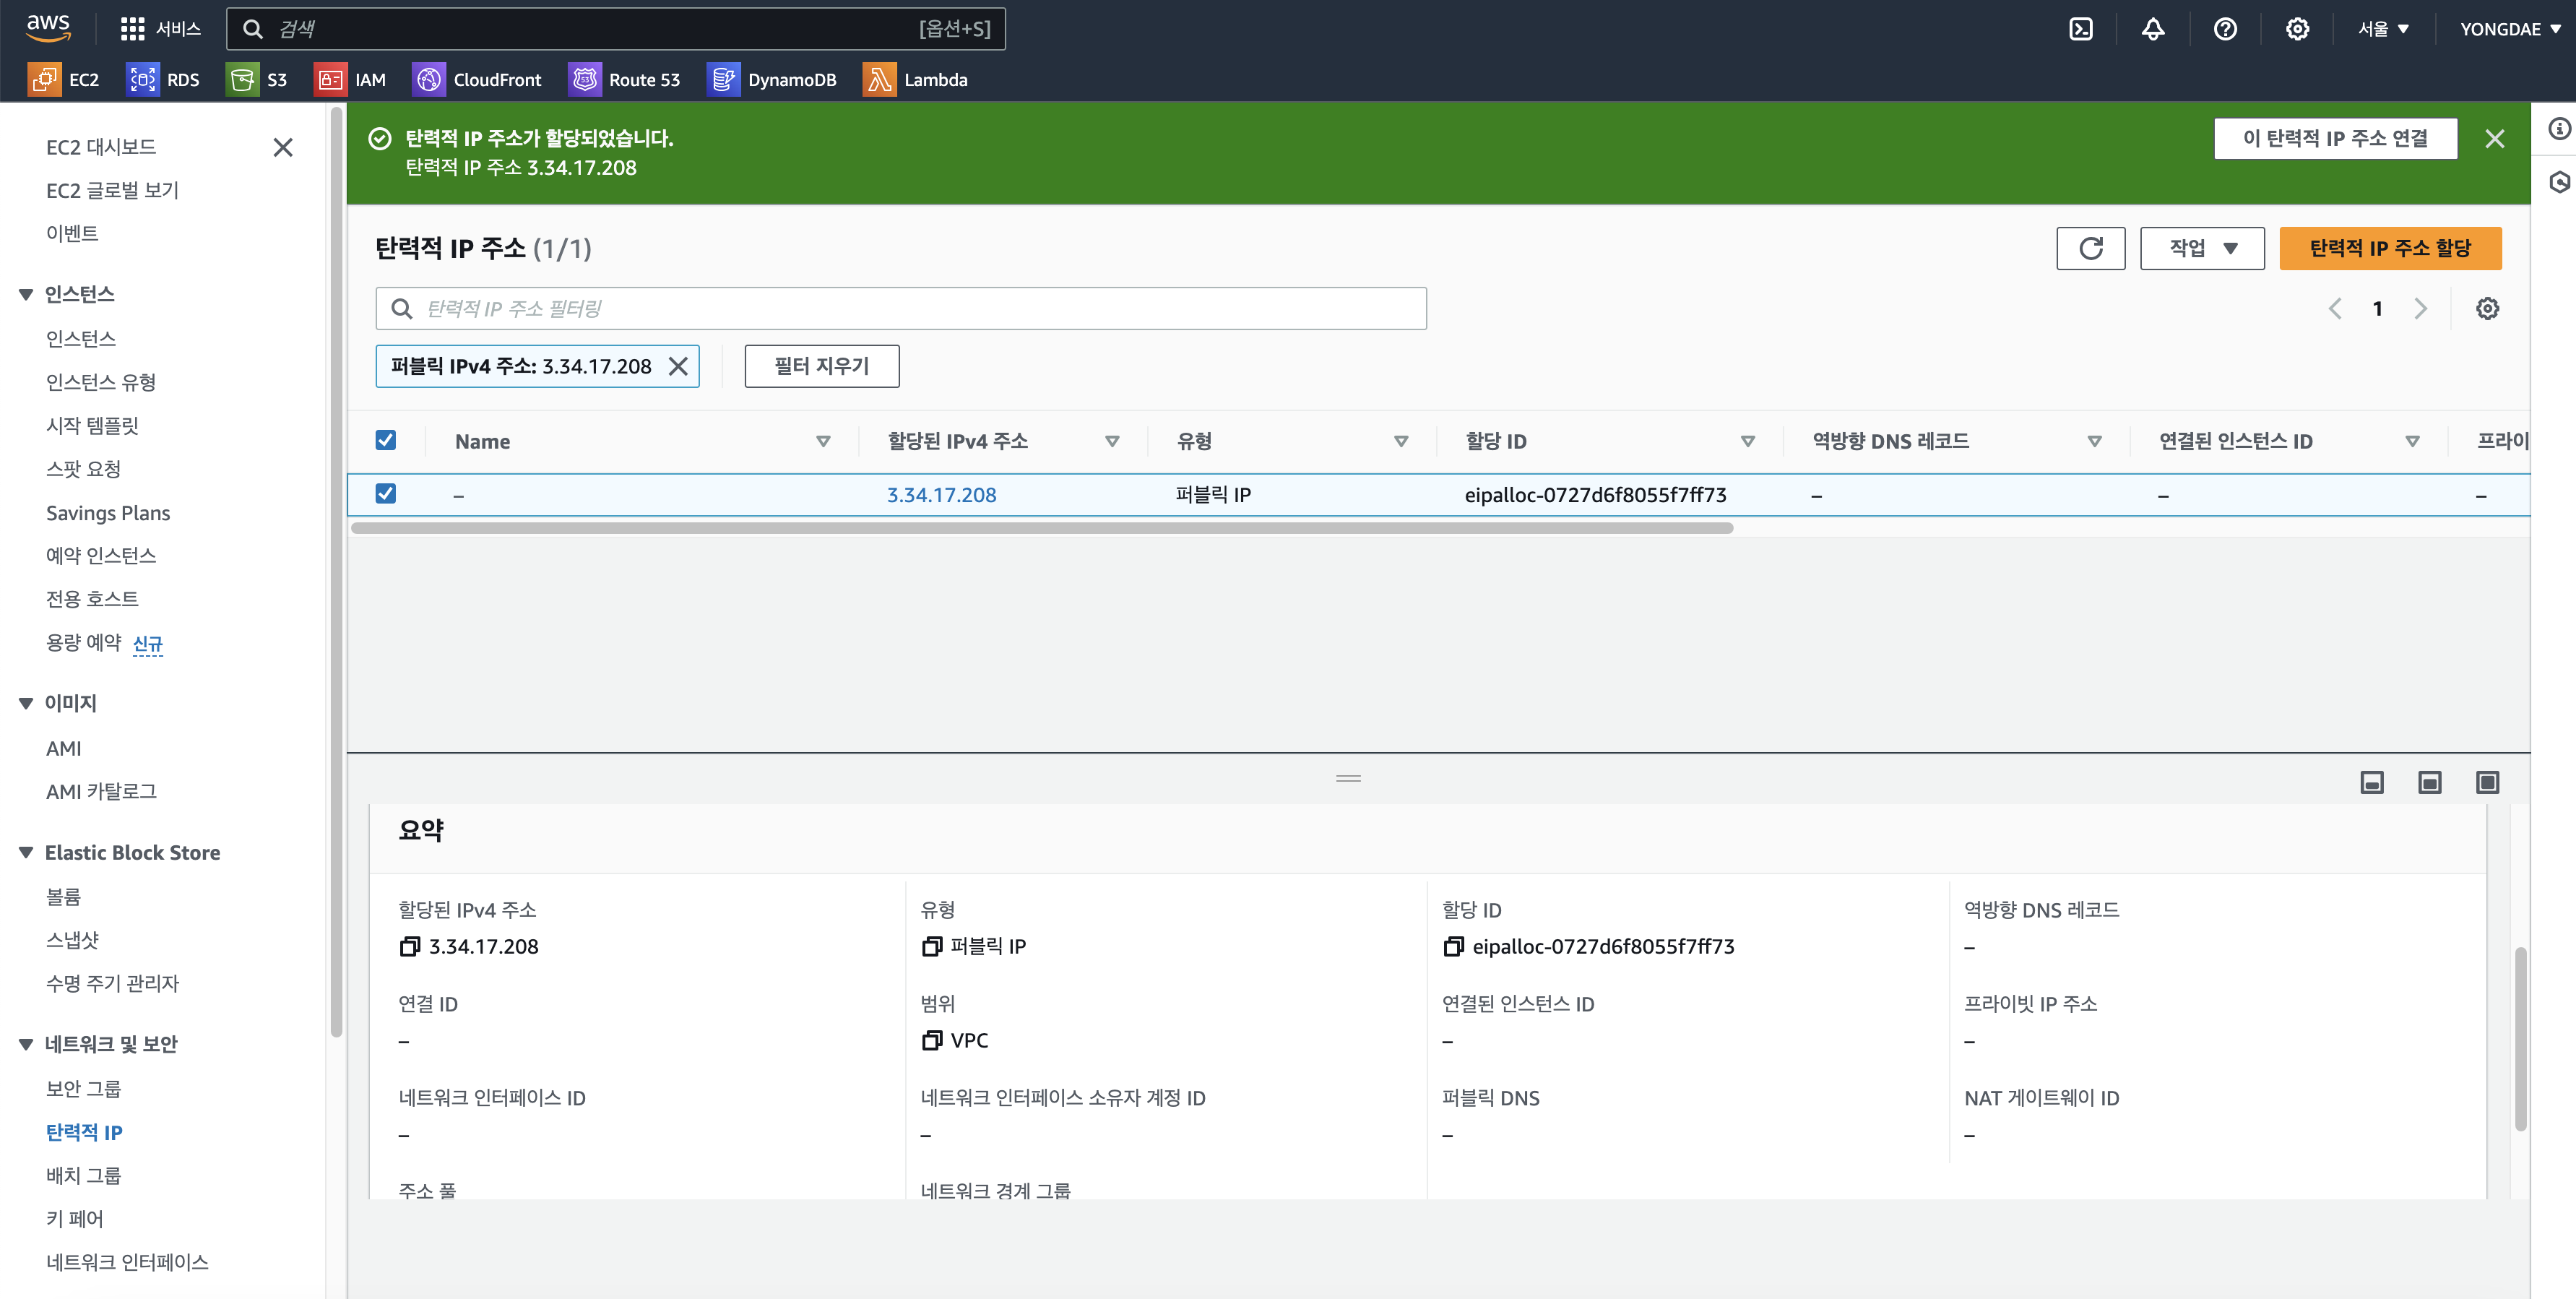 aws
서비스
검색
[옵션+S]
서울
YONGDAE
EC2
RDS
S3
IAM
CloudFront
Route 53
DynamoDB
Lambda
EC2 대시보드
EC2 글로벌 보기
이벤트
인스턴스
인스턴스
인스턴스 유형
시작 템플릿
스팟 요청
Savings Plans
예약 인스턴스
전용 호스트
용량 예약 신규
이미지
AMI
AMI 카탈로그
Elastic Block Store
볼륨
스냅샷
수명 주기 관리자
네트워크 및 보안
보안 그룹
탄력적 IP
배치 그룹
키 페어
네트워크 인터페이스
탄력적 IP 주소가 할당되었습니다.
탄력적 IP 주소 3.34.17.208
이 탄력적 IP 주소 연결
탄력적 IP 주소 (1/1)
작업
탄력적 IP 주소 할당
탄력적 IP 주소 필터링
1
퍼블릭 IPv4 주소: 3.34.17.208
필터 지우기
Name 할당된 IPv4 주소 유형 할당 ID 역방향 DNS 레코드 연결된 인스턴스 ID 프라이
– 3.34.17.208 퍼블릭 IP eipalloc-0727d6f8055f7ff73 – – –
요약
할당된 IPv4 주소 유형 할당 ID 역방향 DNS 레코드
3.34.17.208 퍼블릭 IP eipalloc-0727d6f8055f7ff73 –
연결 ID 범위 연결된 인스턴스 ID 프라이빗 IP 주소
– VPC – –
네트워크 인터페이스 ID 네트워크 인터페이스 소유자 계정 ID 퍼블릭 DNS NAT 게이트웨이 ID
– – – –
주소 풀 네트워크 경계 그룹